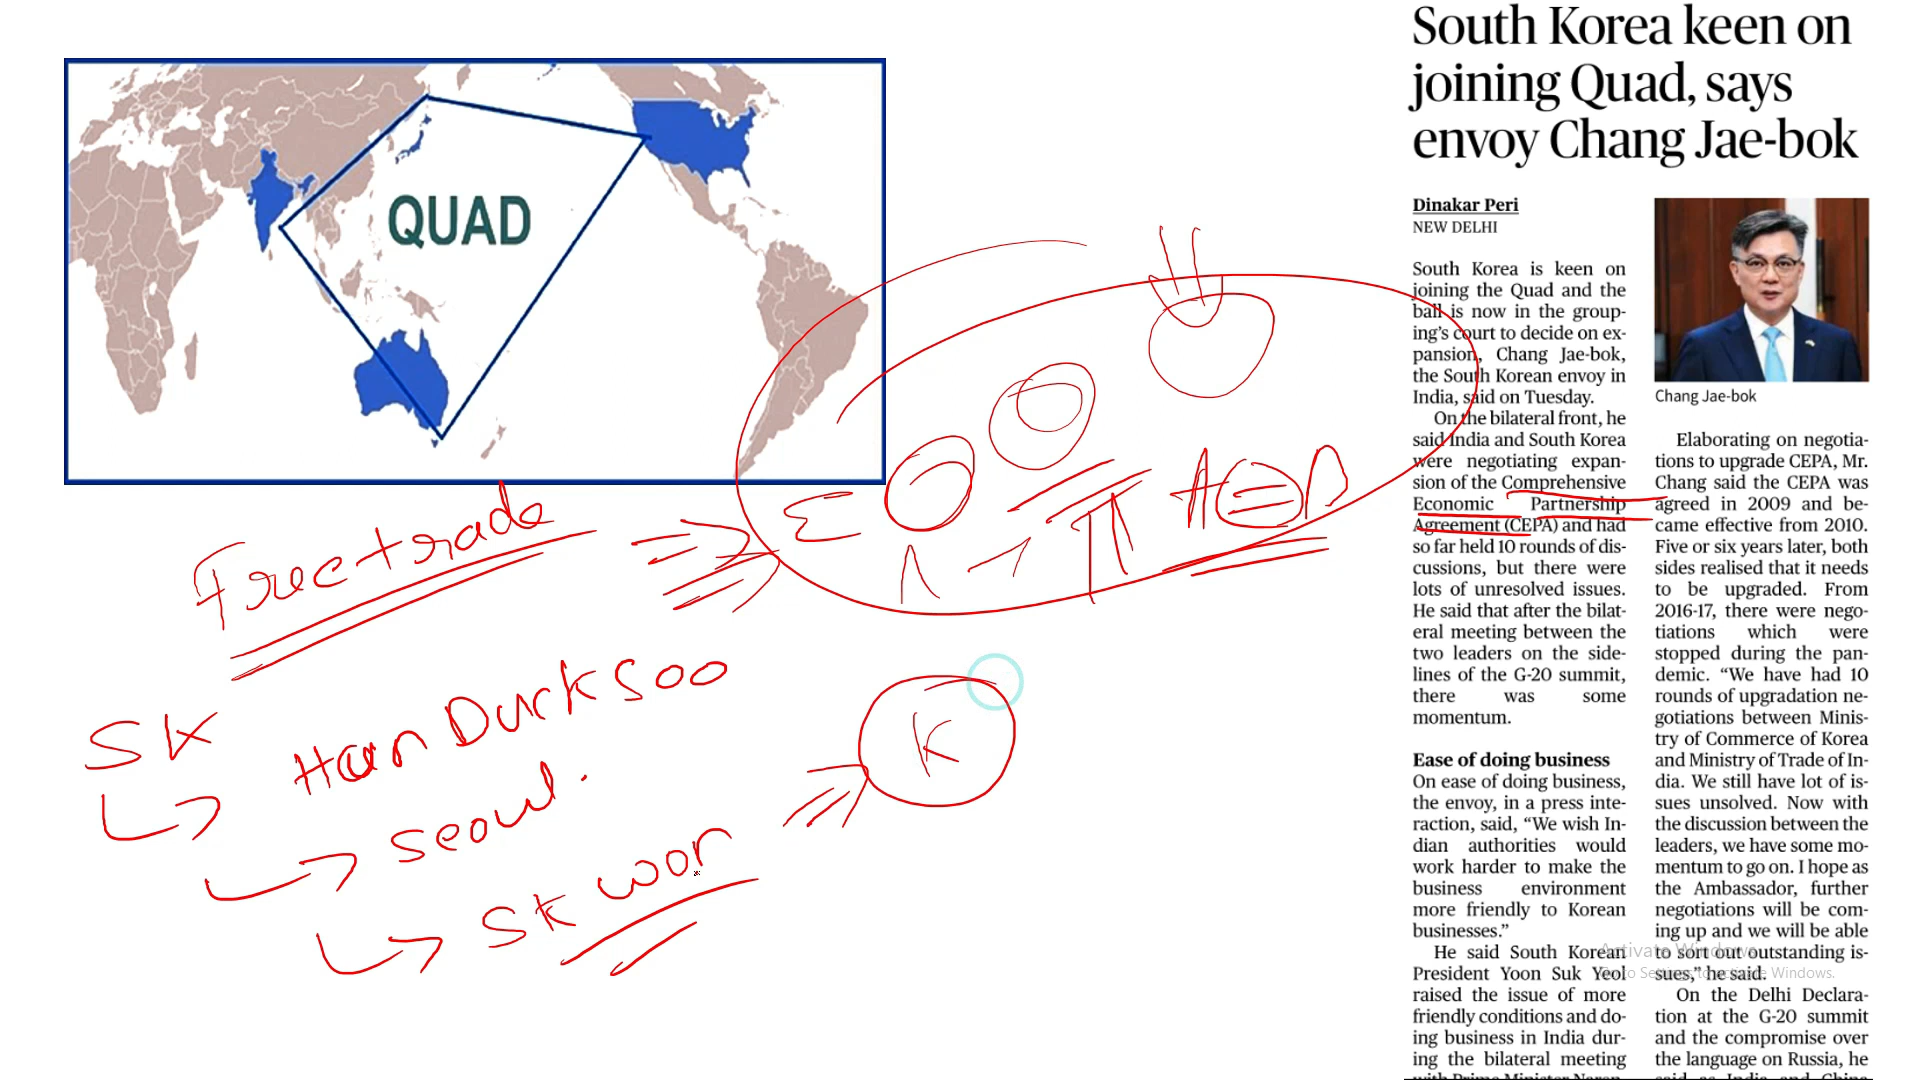 South Korea keen on
joining Quad, says
envoy Chang Jae-bok
QUAD
Free trade
SK
Han Duck Soo
Seoul.
SK won
K
Dinakar Peri
NEW DELHI
South Korea is keen on
joining the Quad and the
ball is now in the group-
ing's court to decide on ex-
pansion, Chang Jae-bok,
the South Korean envoy in
India, said on Tuesday.
On the bilateral front, he
said India and South Korea
were negotiating expan-
sion of the Comprehensive
Economic Partnership
Agreement (CEPA) and had
so far held 10 rounds of dis-
cussions, but there were
lots of unresolved issues.
He said that after the bilat-
eral meeting between the
two leaders on the side-
lines of the G-20 summit,
there was some
momentum.
Ease of doing business
On ease of doing business,
the envoy, in a press inte-
raction, said, “We wish In-
dian authorities would
work harder to make the
business environment
more friendly to Korean
businesses.”
He said South Korean
President Yoon Suk Yeol
raised the issue of more
friendly conditions and do-
ing business in India dur-
ing the bilateral meeting
with Prime Minister Naren-
Chang Jae-bok
Elaborating on negotia-
tions to upgrade CEPA, Mr.
Chang said the CEPA was
agreed in 2009 and be-
came effective from 2010.
Five or six years later, both
sides realised that it needs
to be upgraded. From
2016-17, there were nego-
tiations which were
stopped during the pan-
demic. “We have had 10
rounds of upgradation ne-
gotiations between Minis-
try of Commerce of Korea
and Ministry of Trade of In-
dia. We still have lot of is-
sues unsolved. Now with
the discussion between the
leaders, we have some mo-
mentum to go on. I hope as
the Ambassador, further
negotiations will be com-
ing up and we will be able
to sort out outstanding is-
sues,” he said.
On the Delhi Declara-
tion at the G-20 summit
and the compromise over
the language on Russia, he
said as India and China
Activate Windows
Go to Settings to activate Windows.